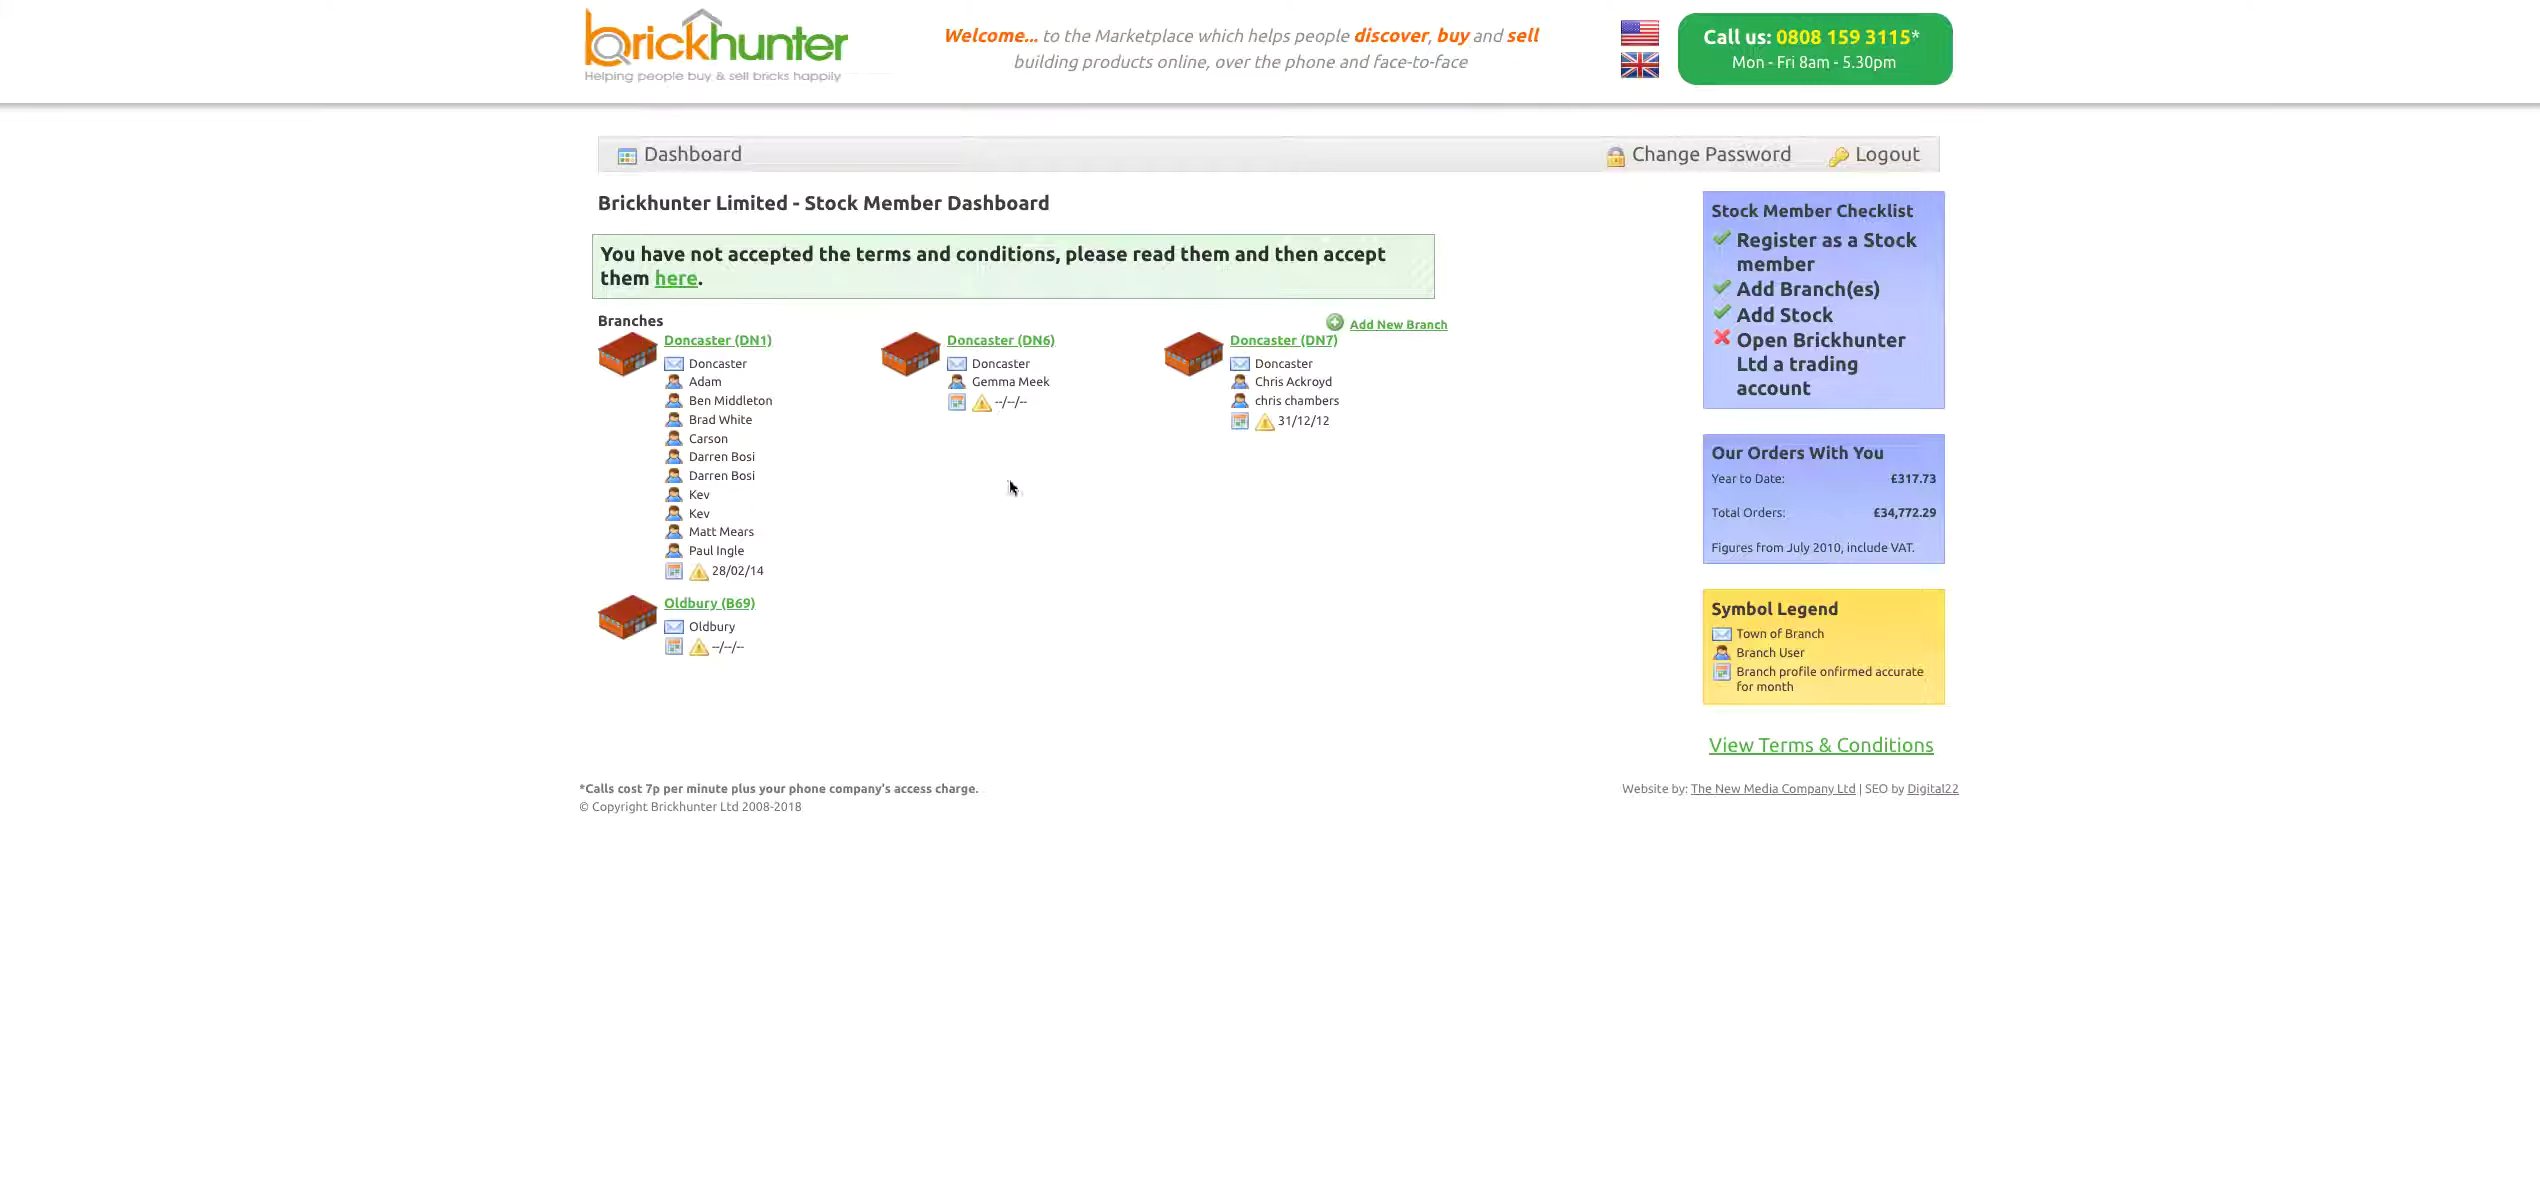 brickhunter
Helping people buy & sell bricks happily
Welcome... to the Marketplace which helps people discover, buy and sell
building products online, over the phone and face-to-face
Call us: 0808 159 3115*
Mon - Fri 8am - 5.30pm
Dashboard
Change Password
Logout
Brickhunter Limited - Stock Member Dashboard
You have not accepted the terms and conditions, please read them and then accept
them here.
Branches
Add New Branch
Doncaster (DN1)
Doncaster
Adam
Ben Middleton
Brad White
Carson
Darren Bosi
Darren Bosi
Kev
Kev
Matt Mears
Paul Ingle
28/02/14
Doncaster (DN6)
Doncaster
Gemma Meek
--/--/--
Doncaster (DN7)
Doncaster
Chris Ackroyd
chris chambers
31/12/12
Oldbury (B69)
Oldbury
--/--/--
Stock Member Checklist
Register as a Stock
member
Add Branch(es)
Add Stock
Open Brickhunter
Ltd a trading
account
Our Orders With You
Year to Date: £317.73
Total Orders: £34,772.29
Figures from July 2010, include VAT.
Symbol Legend
Town of Branch
Branch User
Branch profile onfirmed accurate
for month
View Terms & Conditions
*Calls cost 7p per minute plus your phone company's access charge.
© Copyright Brickhunter Ltd 2008-2018
Website by: The New Media Company Ltd | SEO by Digital22